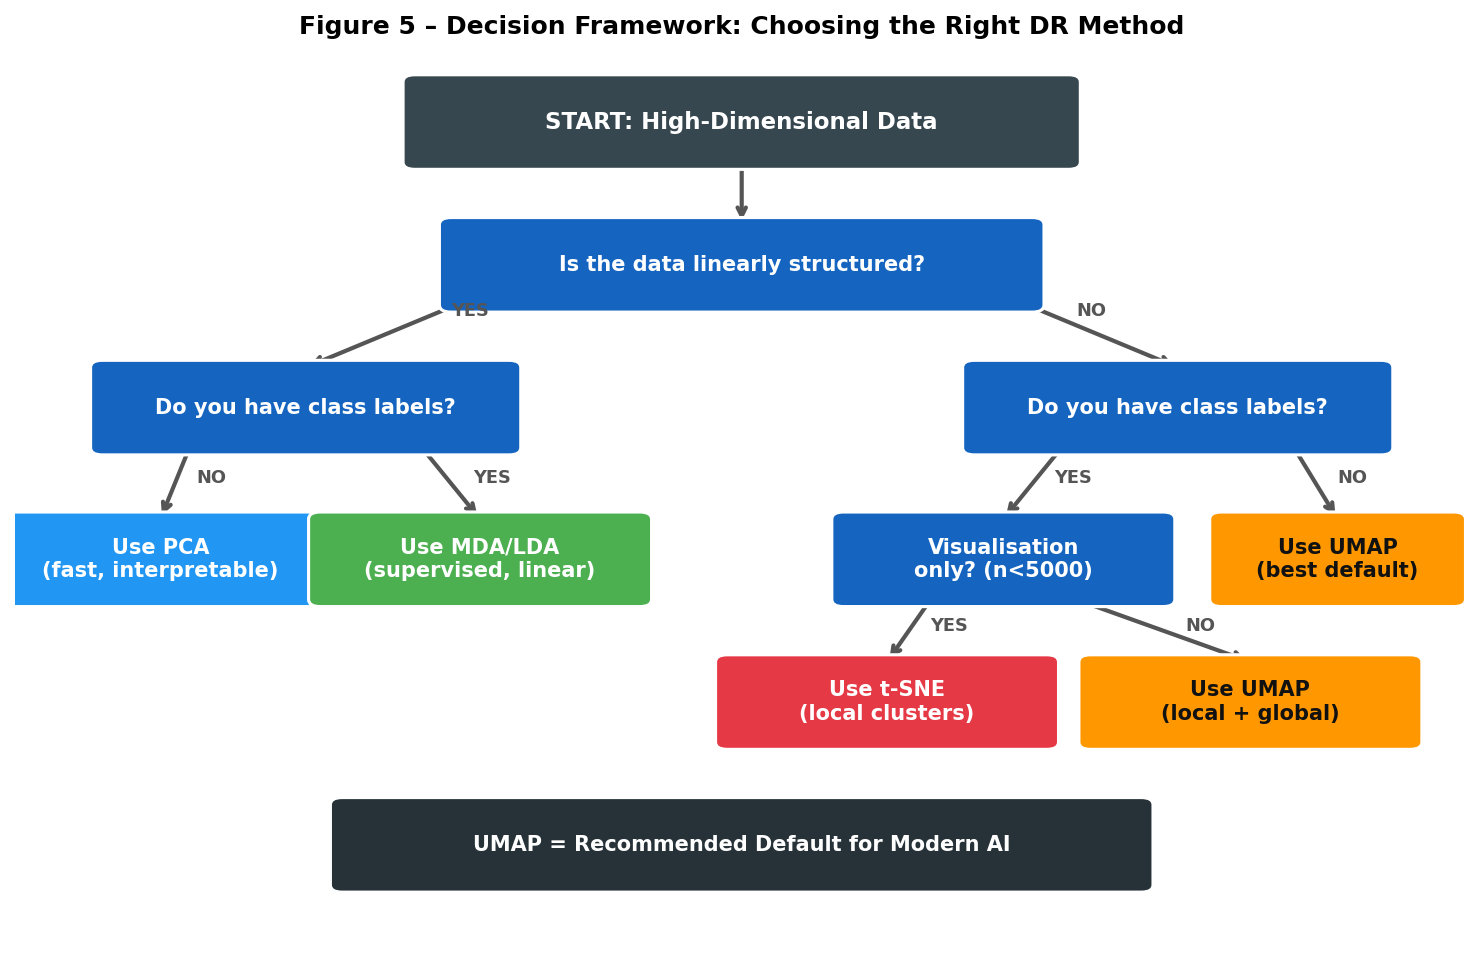 Figure 5 – Decision Framework: Choosing the Right DR Method
START: High-Dimensional Data
Is the data linearly structured?
YES
NO
Do you have class labels?
Do you have class labels?
NO
YES
YES
NO
Use PCA
(fast, interpretable)
Use MDA/LDA
(supervised, linear)
Visualisation
only? (n<5000)
Use UMAP
(best default)
YES
NO
Use t-SNE
(local clusters)
Use UMAP
(local + global)
UMAP = Recommended Default for Modern AI